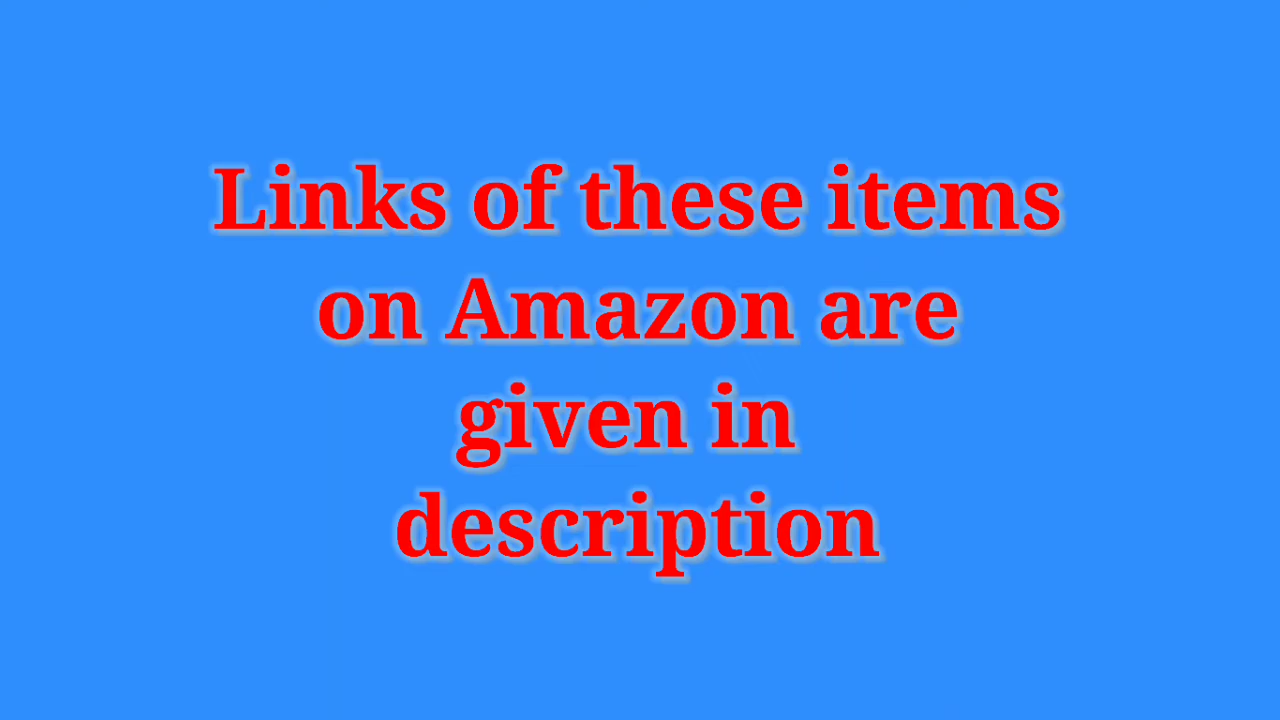 Links of these items
on Amazon are
given in
description